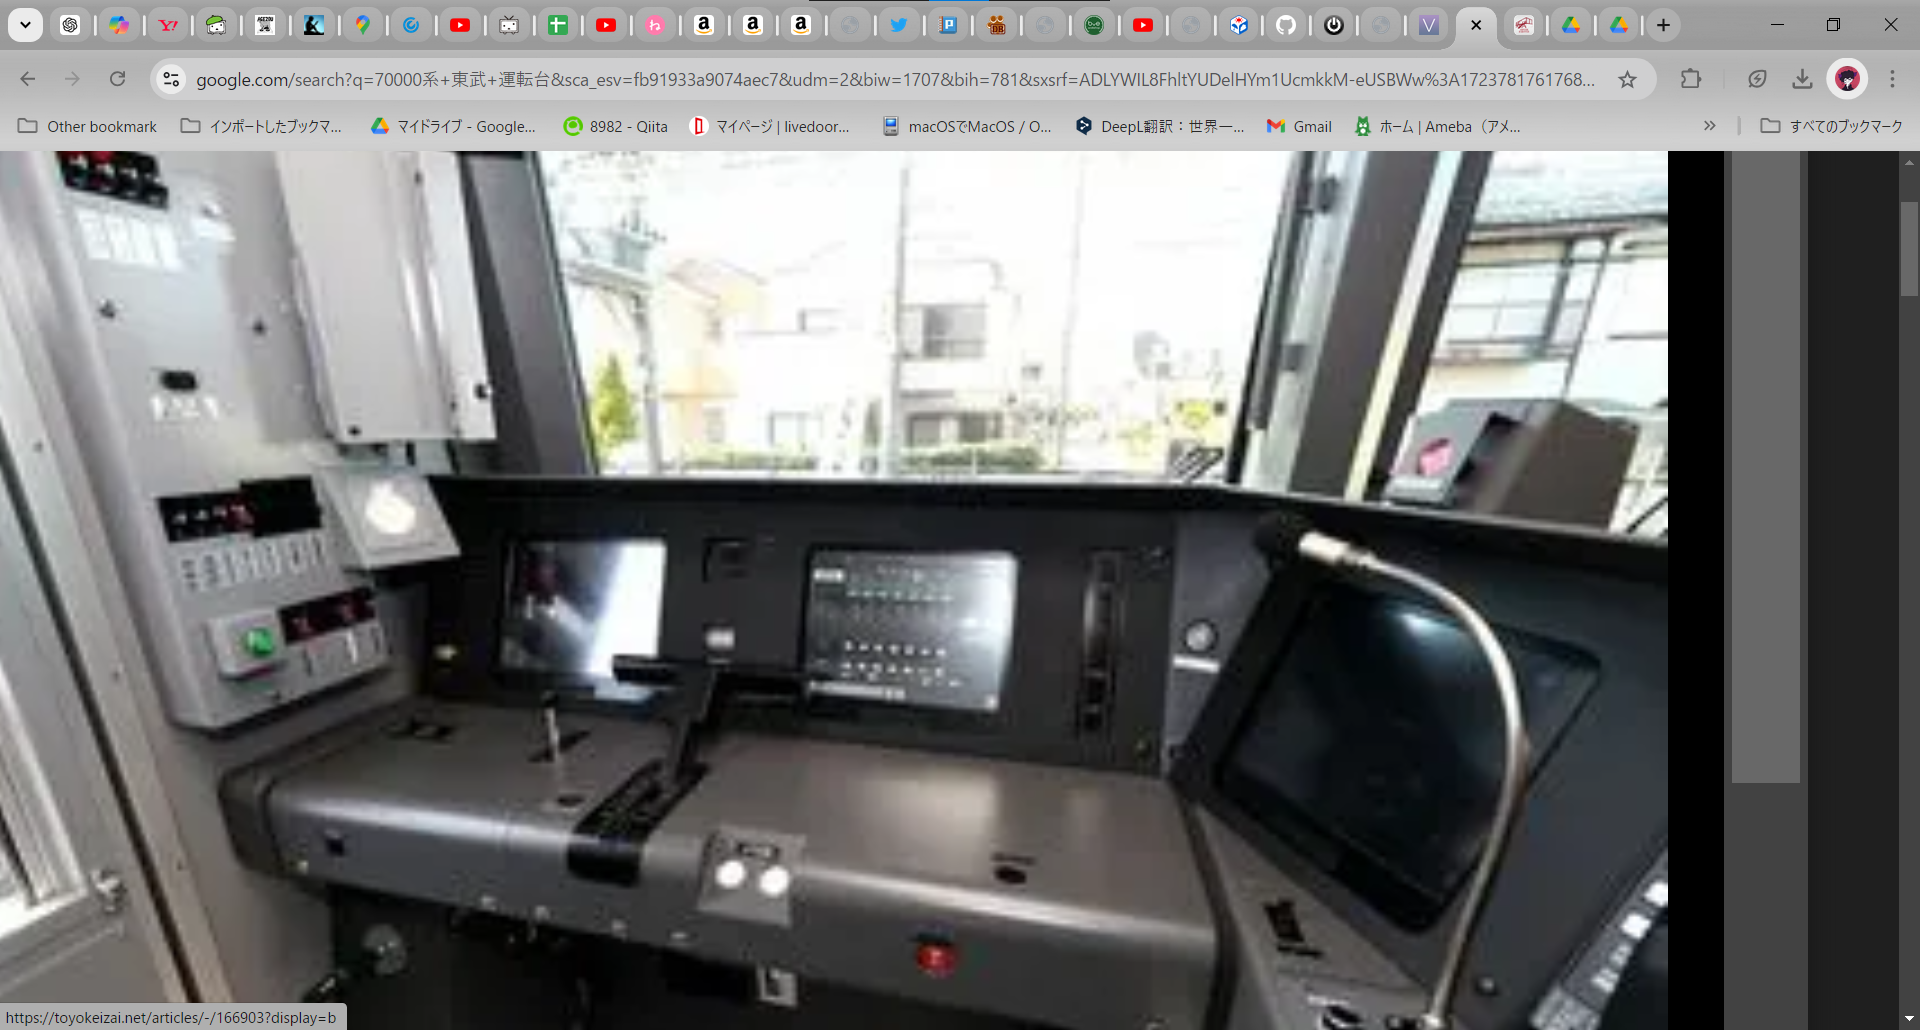 google.com/search?q=70000系+東武+運転台&sca_esv=fb91933a9074aec7&udm=2&biw=1707&bih=781&sxsrf=ADLYWIL8FhltYUDelHYm1UcmkkM-eUSBWw%3A1723781761768...
Other bookmark
インポートしたブックマ...
マイドライブ - Google...
8982 - Qiita
マイページ | livedoor...
macOSでMacOS / O...
DeepL翻訳：世界一...
Gmail
ホーム | Ameba（アメ...
すべてのブックマーク
https://toyokeizai.net/articles/-/166903?display=b